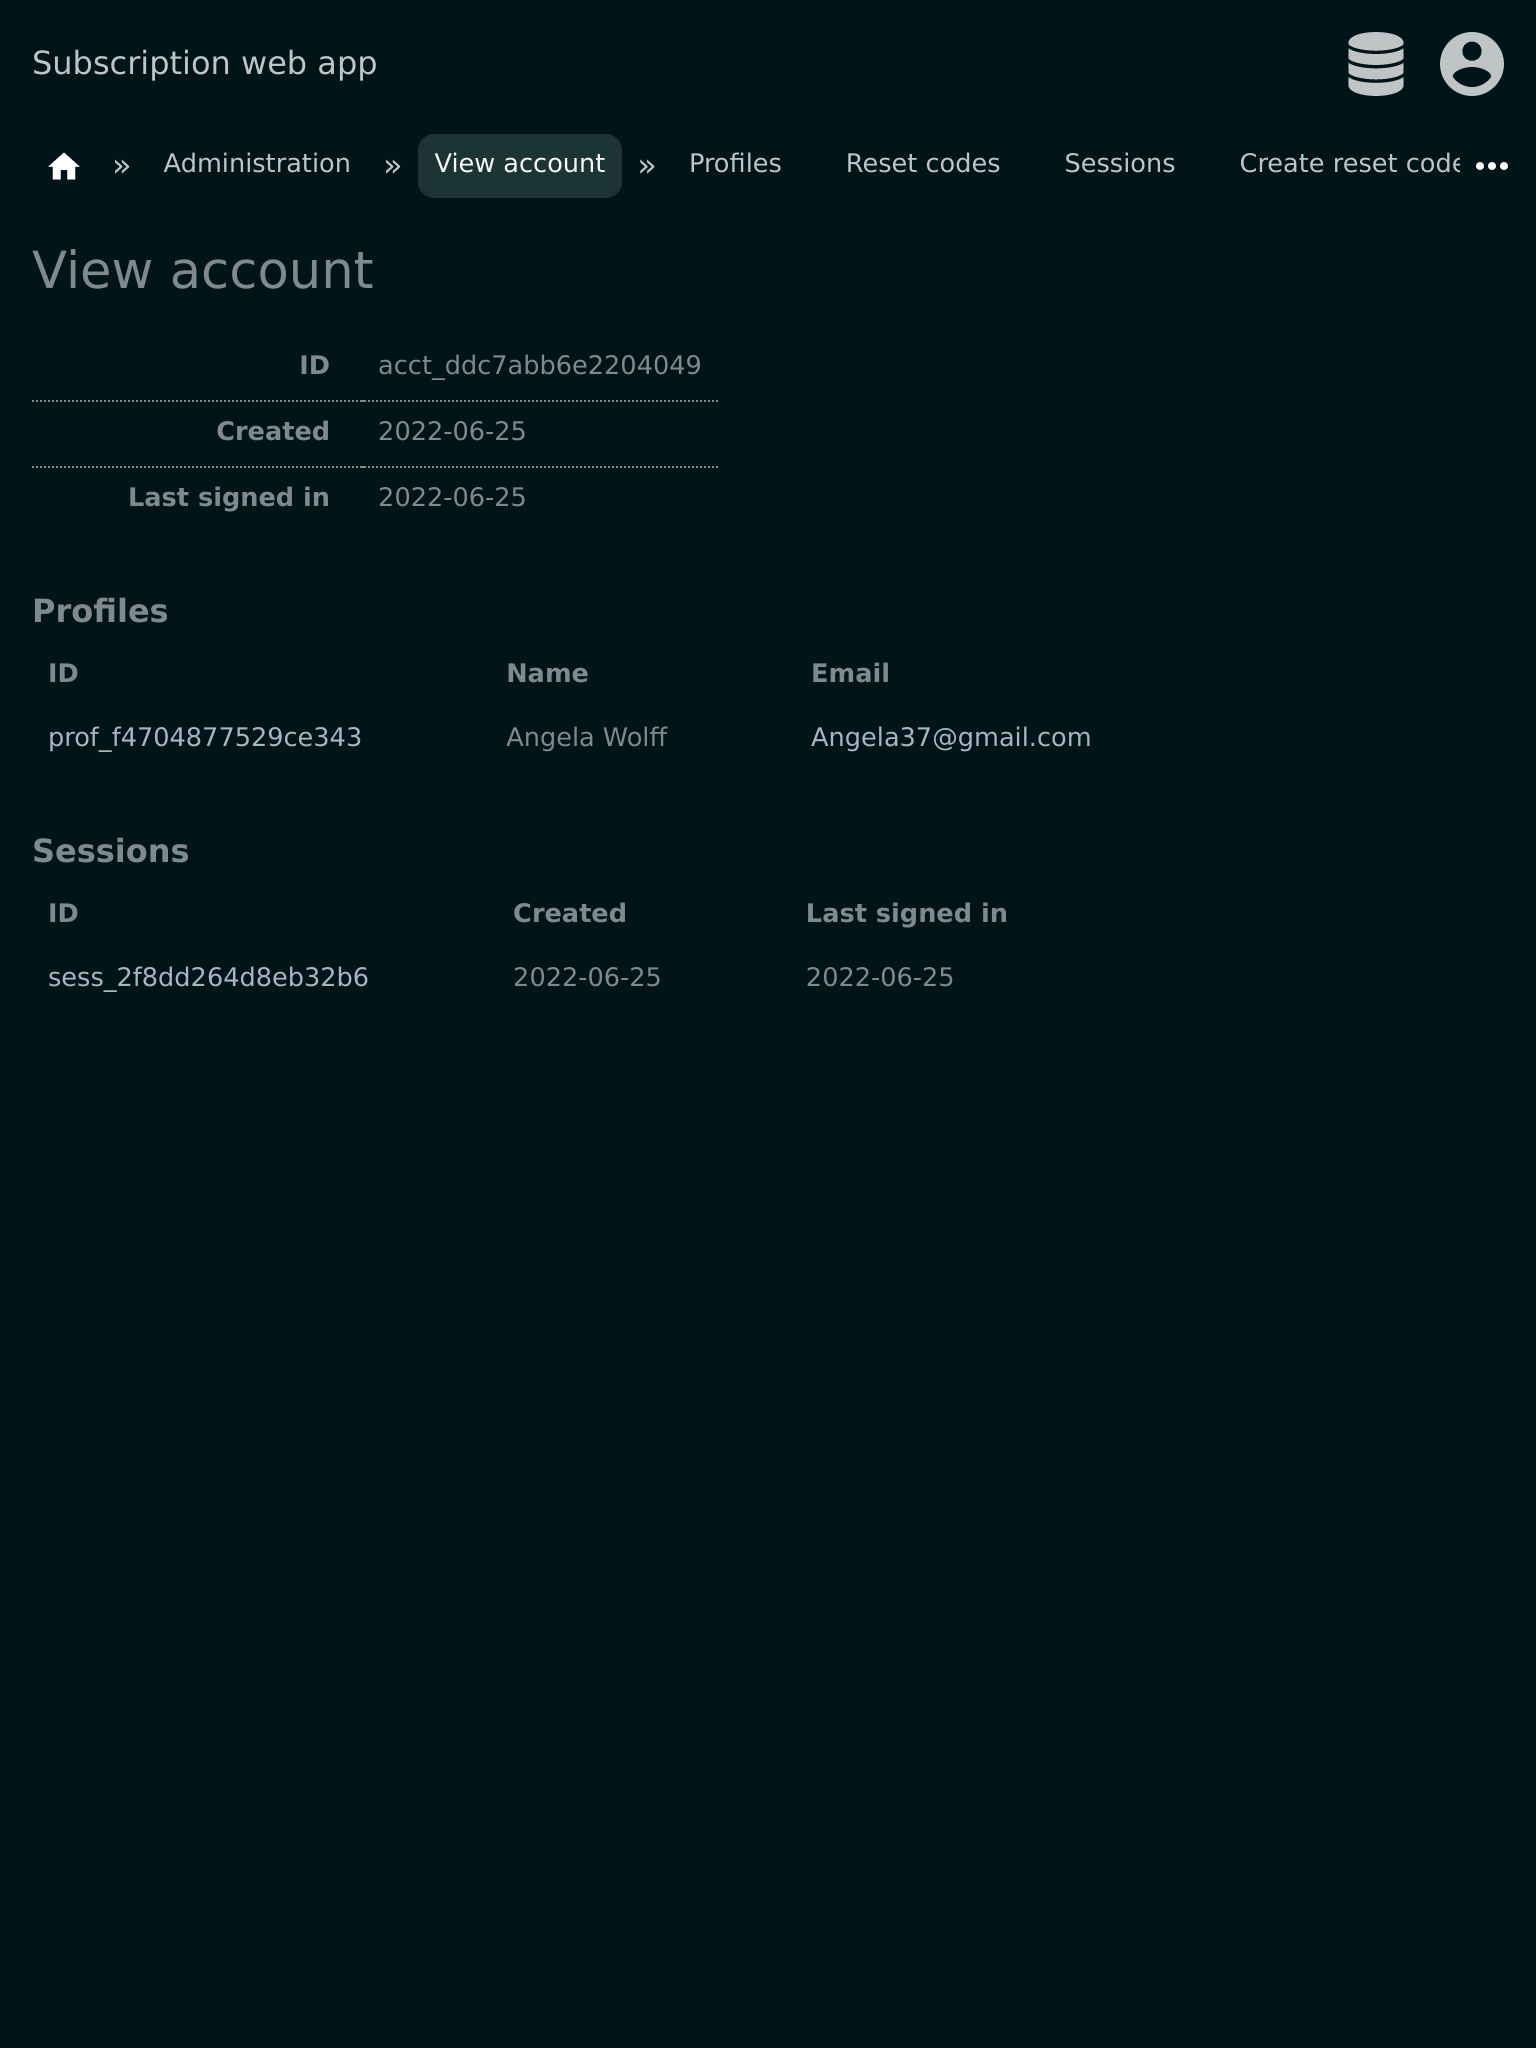 Subscription web app
» Administration » View account » Profiles Reset codes Sessions Create reset code
View account
ID acct_ddc7abb6e2204049
Created 2022-06-25
Last signed in 2022-06-25
Profiles
ID Name Email
prof_f4704877529ce343 Angela Wolff Angela37@gmail.com
Sessions
ID Created Last signed in
sess_2f8dd264d8eb32b6 2022-06-25 2022-06-25